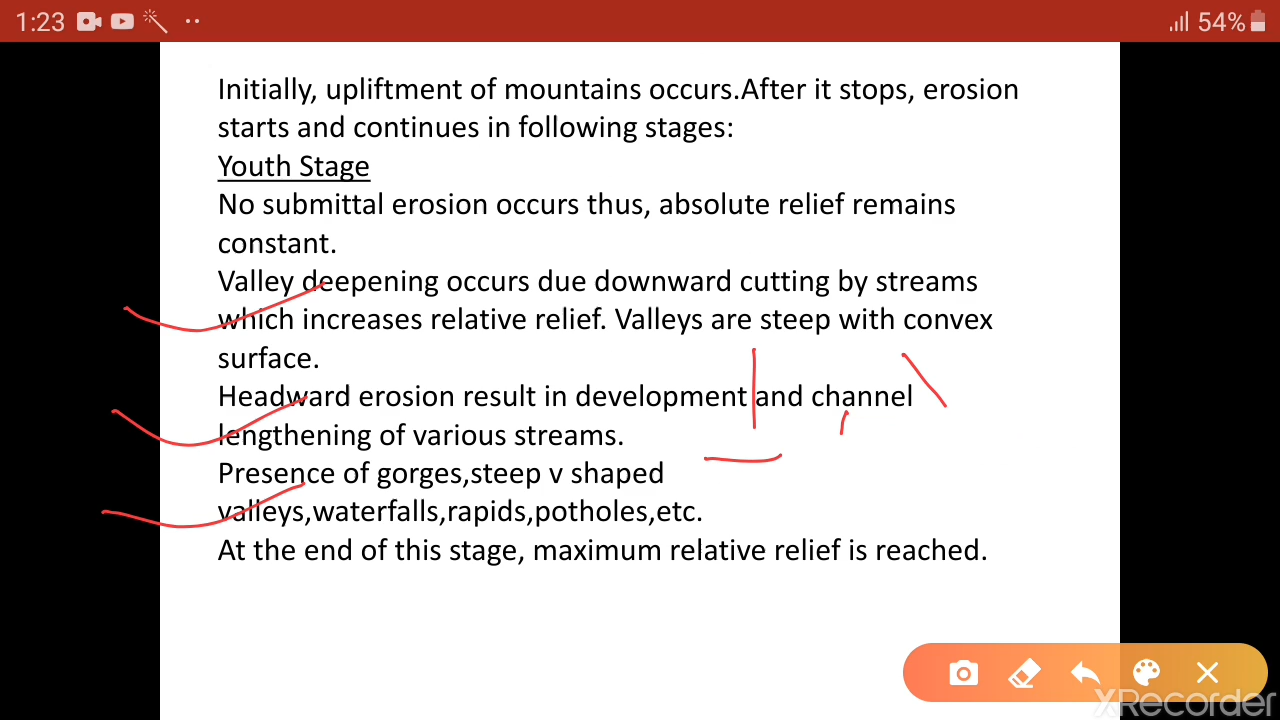 1:23
54%
Initially, upliftment of mountains occurs.After it stops, erosion
starts and continues in following stages:
Youth Stage
No submittal erosion occurs thus, absolute relief remains
constant.
Valley deepening occurs due downward cutting by streams
which increases relative relief. Valleys are steep with convex
surface.
Headward erosion result in development and channel
lengthening of various streams.
Presence of gorges,steep v shaped
valleys,waterfalls,rapids,potholes,etc.
At the end of this stage, maximum relative relief is reached.
XRecorder